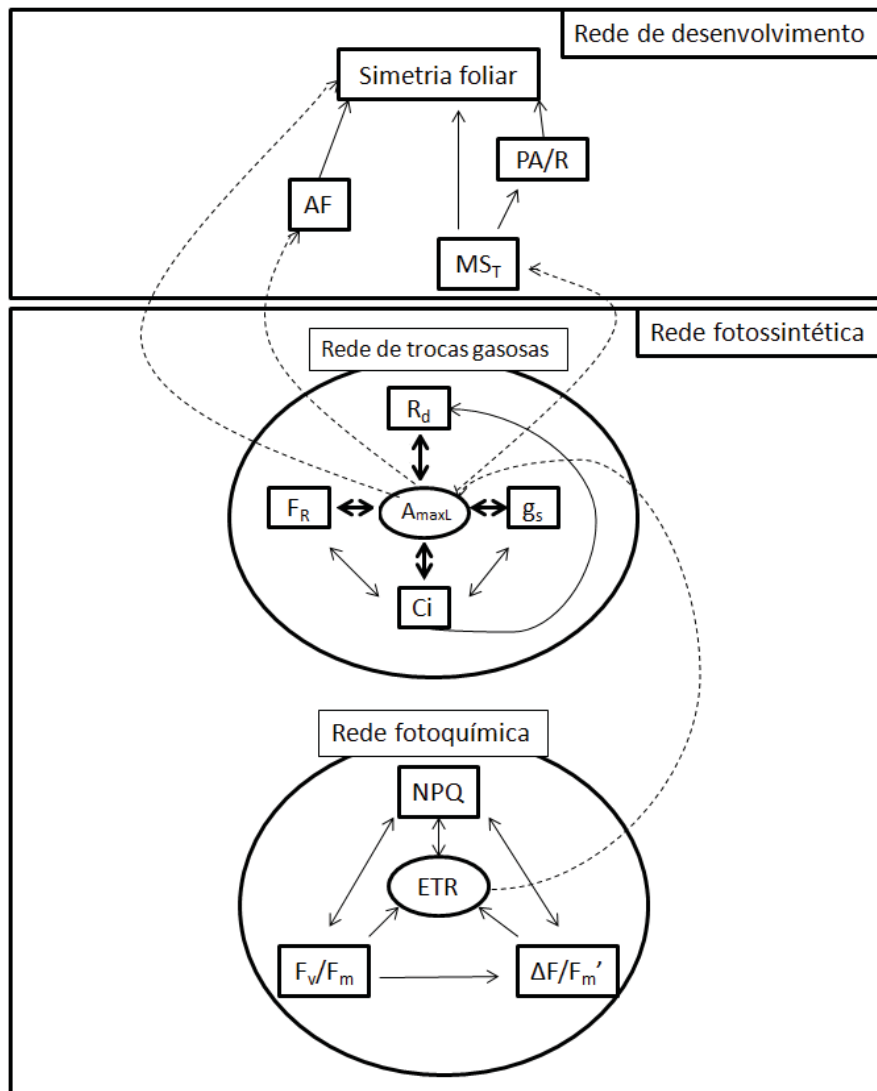 Rede de desenvolvimento
Simetria foliar
PA/R
AF
MS_T
Rede fotossintética
Rede de trocas gasosas
R_d
F_R
A_maxL
g_s
Ci
Rede fotoquímica
NPQ
ETR
F_v/F_m
ΔF/F_m’